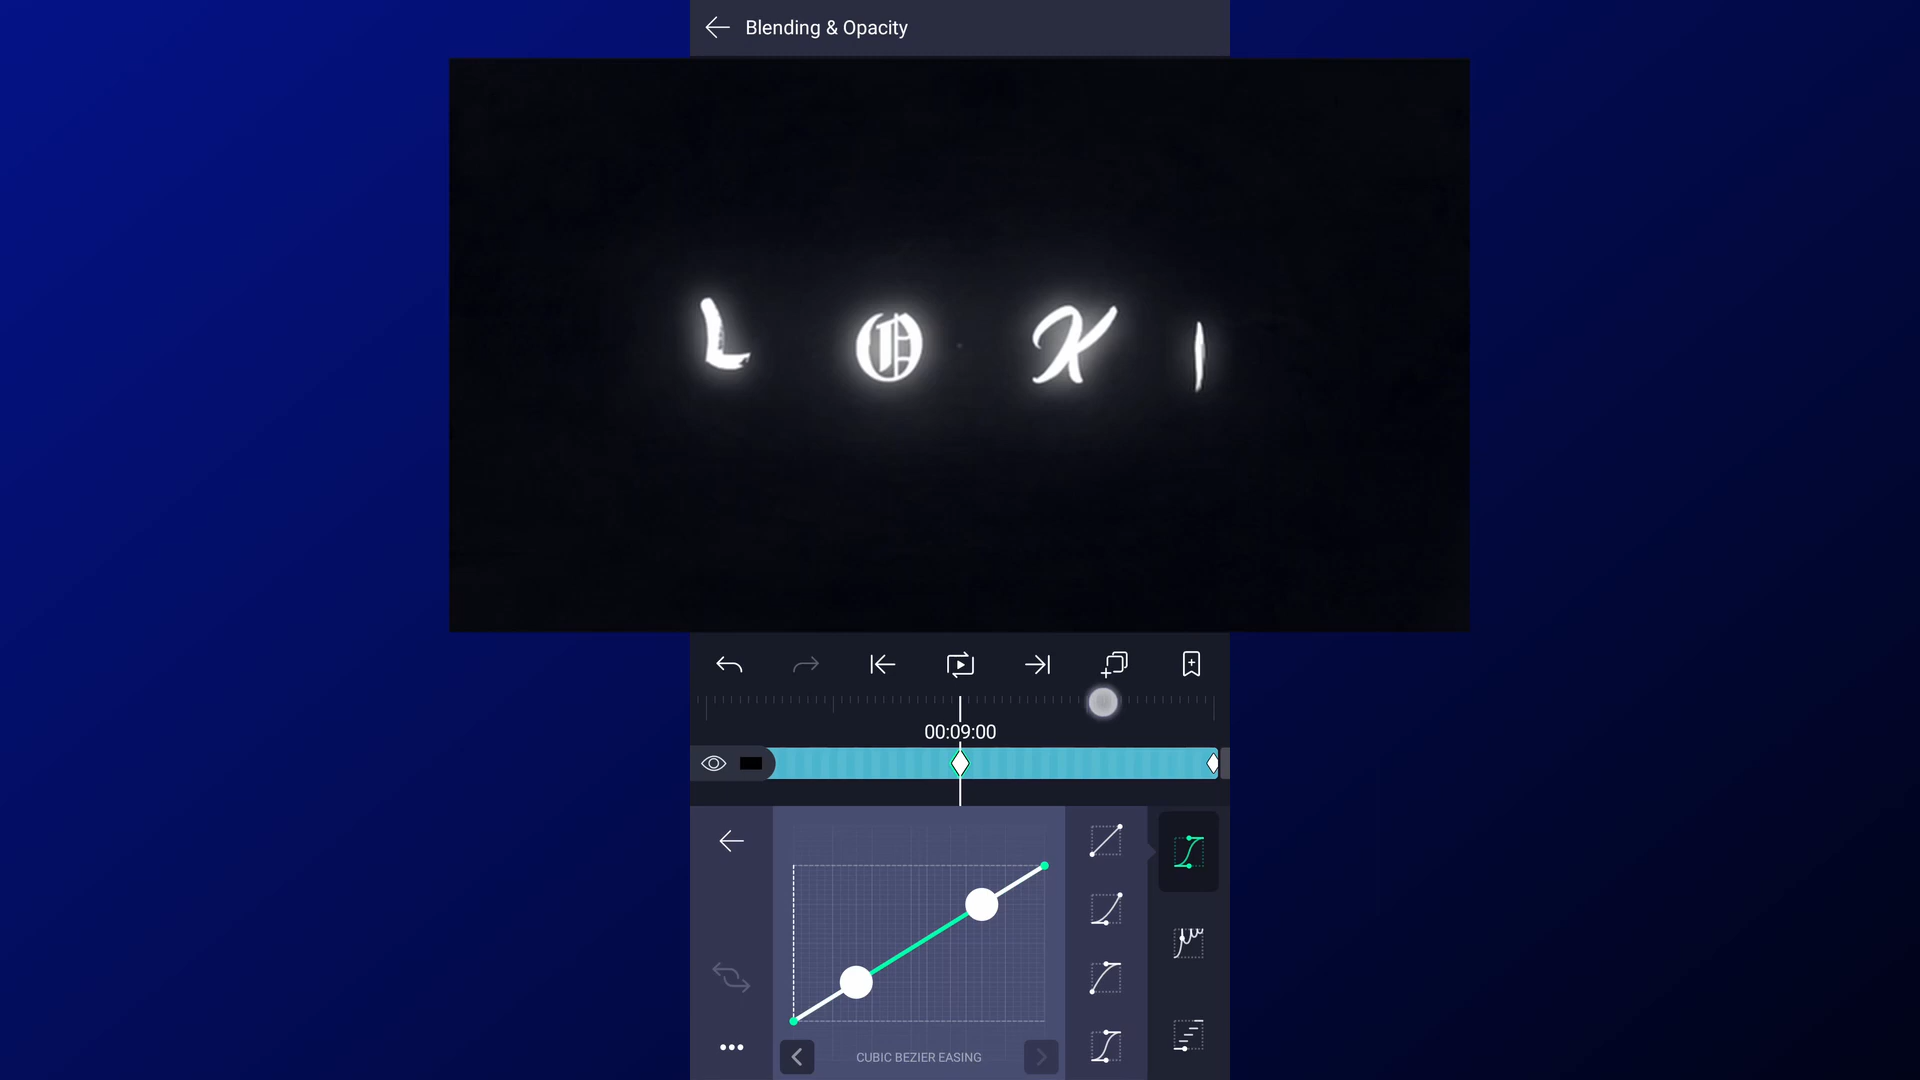 Blending & Opacity
L O K I
00:09:00
CUBIC BEZIER EASING